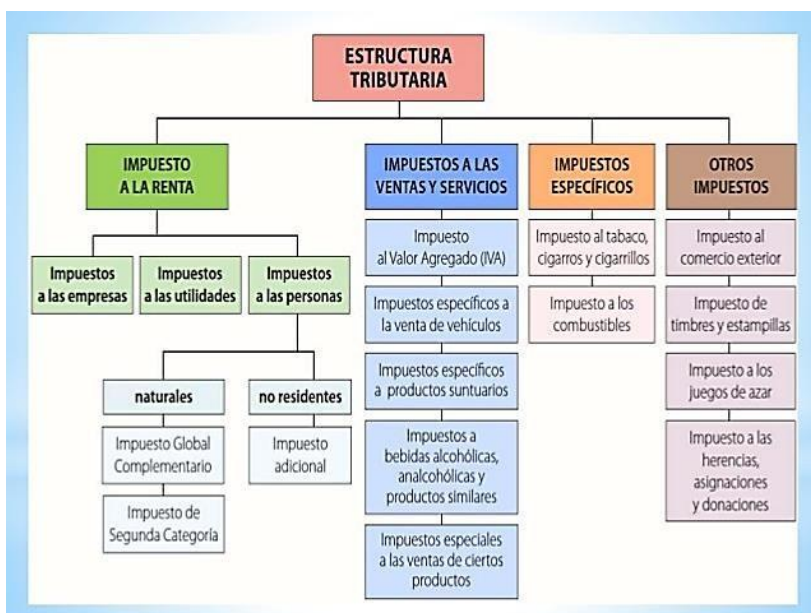 ESTRUCTURA
TRIBUTARIA
IMPUESTO
A LA RENTA
Impuestos
a las empresas
Impuestos
a las utilidades
Impuestos
a las personas
naturales
Impuesto Global
Complementario
Impuesto de
Segunda Categoría
no residentes
Impuesto
adicional
IMPUESTOS A LAS
VENTAS Y SERVICIOS
Impuesto
al Valor Agregado (IVA)
Impuestos específicos a
la venta de vehículos
Impuestos específicos
a productos suntuarios
Impuestos a
bebidas alcohólicas,
analcohólicas y
productos similares
Impuestos especiales
a las ventas de ciertos
productos
IMPUESTOS
ESPECÍFICOS
Impuesto al tabaco,
cigarros y cigarrillos
Impuesto a los
combustibles
OTROS
IMPUESTOS
Impuesto al
comercio exterior
Impuesto de
timbres y estampillas
Impuesto a los
juegos de azar
Impuesto a las
herencias,
asignaciones
y donaciones